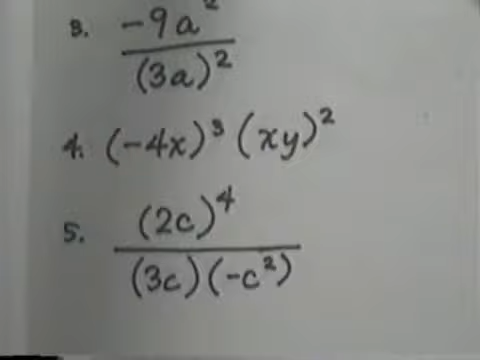 3. -9a²
(3a)²
4. (-4x)³ (xy)²
5. (2c)⁴
(3c)(-c²)